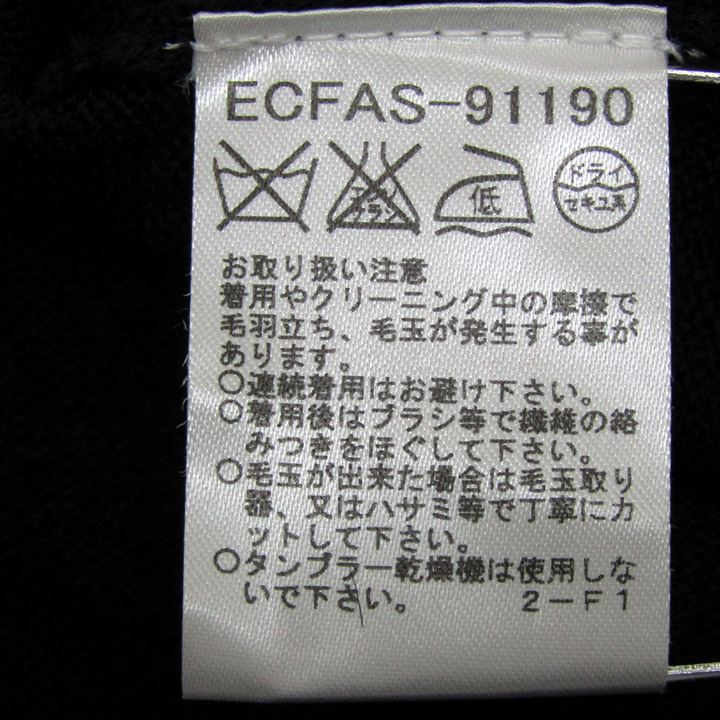 ECFAS-91190
エンソ
サラシ
低
ドライ
セキユ系
お取り扱い注意
着用やクリーニング中の摩擦で
毛羽立ち、毛玉が発生する事が
あります。
○連続着用はお避け下さい。
○着用後はブラシ等で繊維の絡
みつきをほぐして下さい。
○毛玉が出来た場合は毛玉取り
器、又はハサミ等で丁寧にカ
ットして下さい。
○タンブラー乾燥機は使用しな
いで下さい。 2-F1